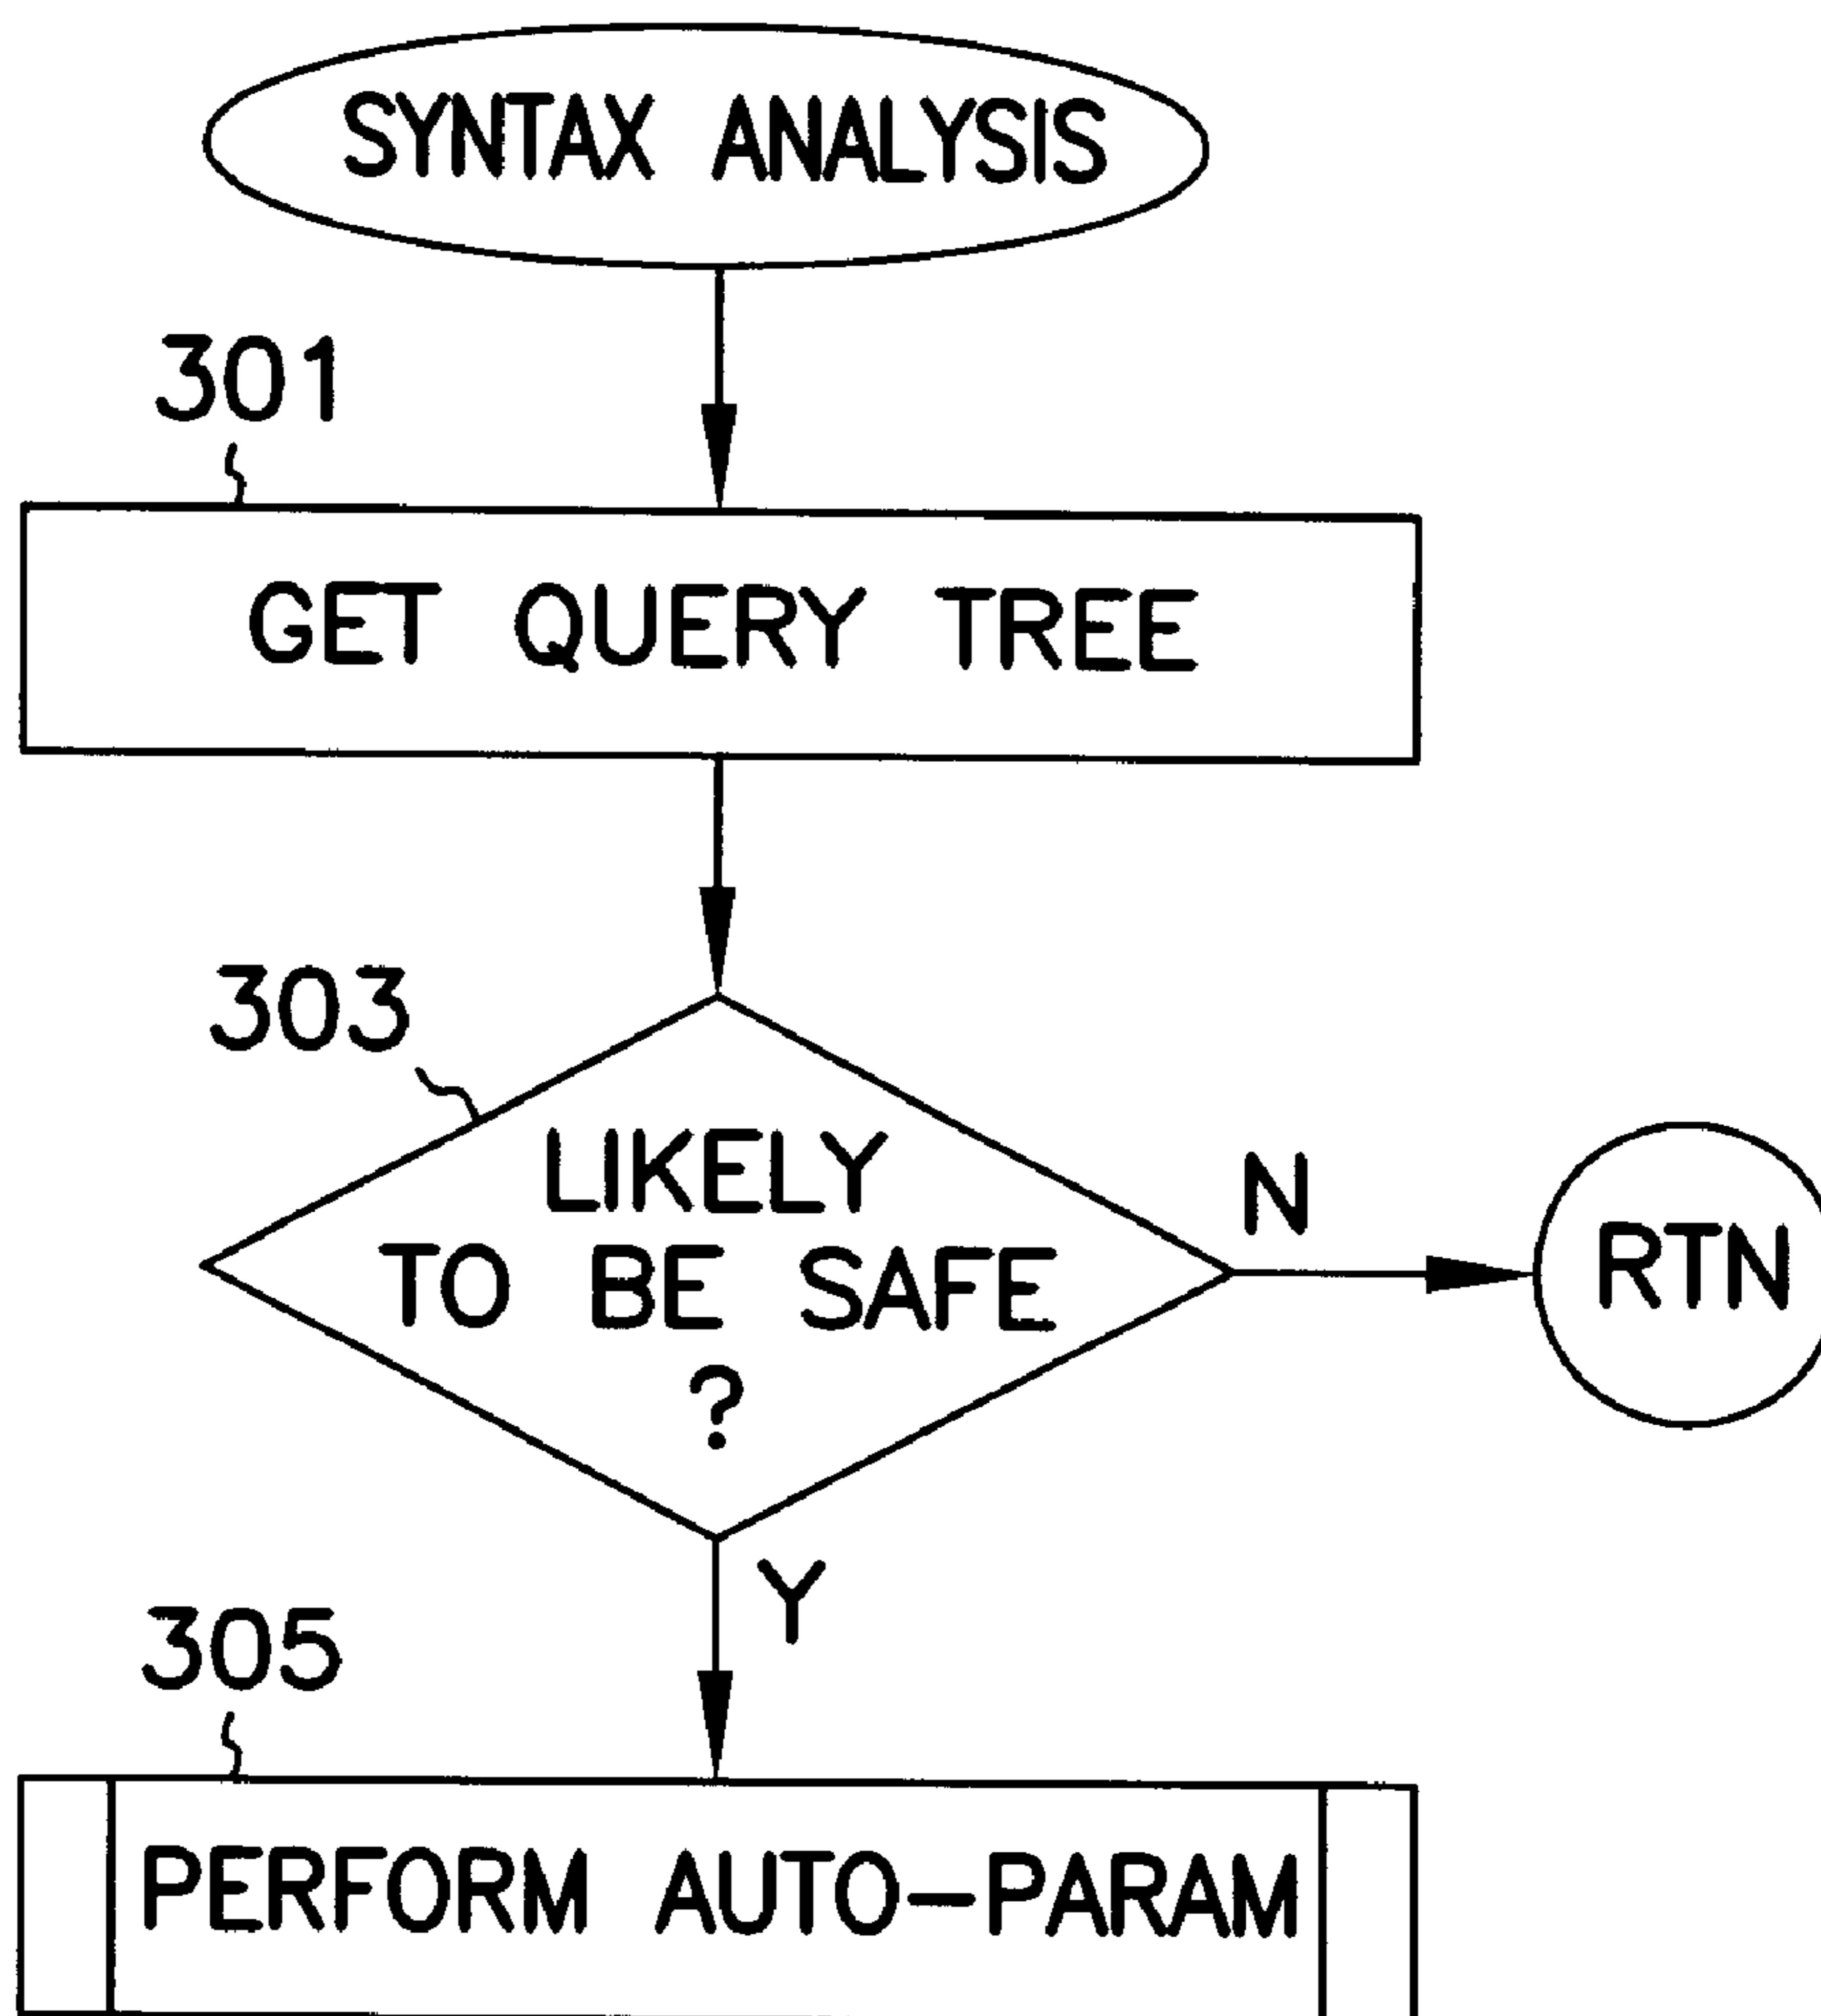 SYNTAX ANALYSIS
301
GET QUERY TREE
303
LIKELY
TO BE SAFE
?
N
RTN
Y
305
PERFORM AUTO-PARAM